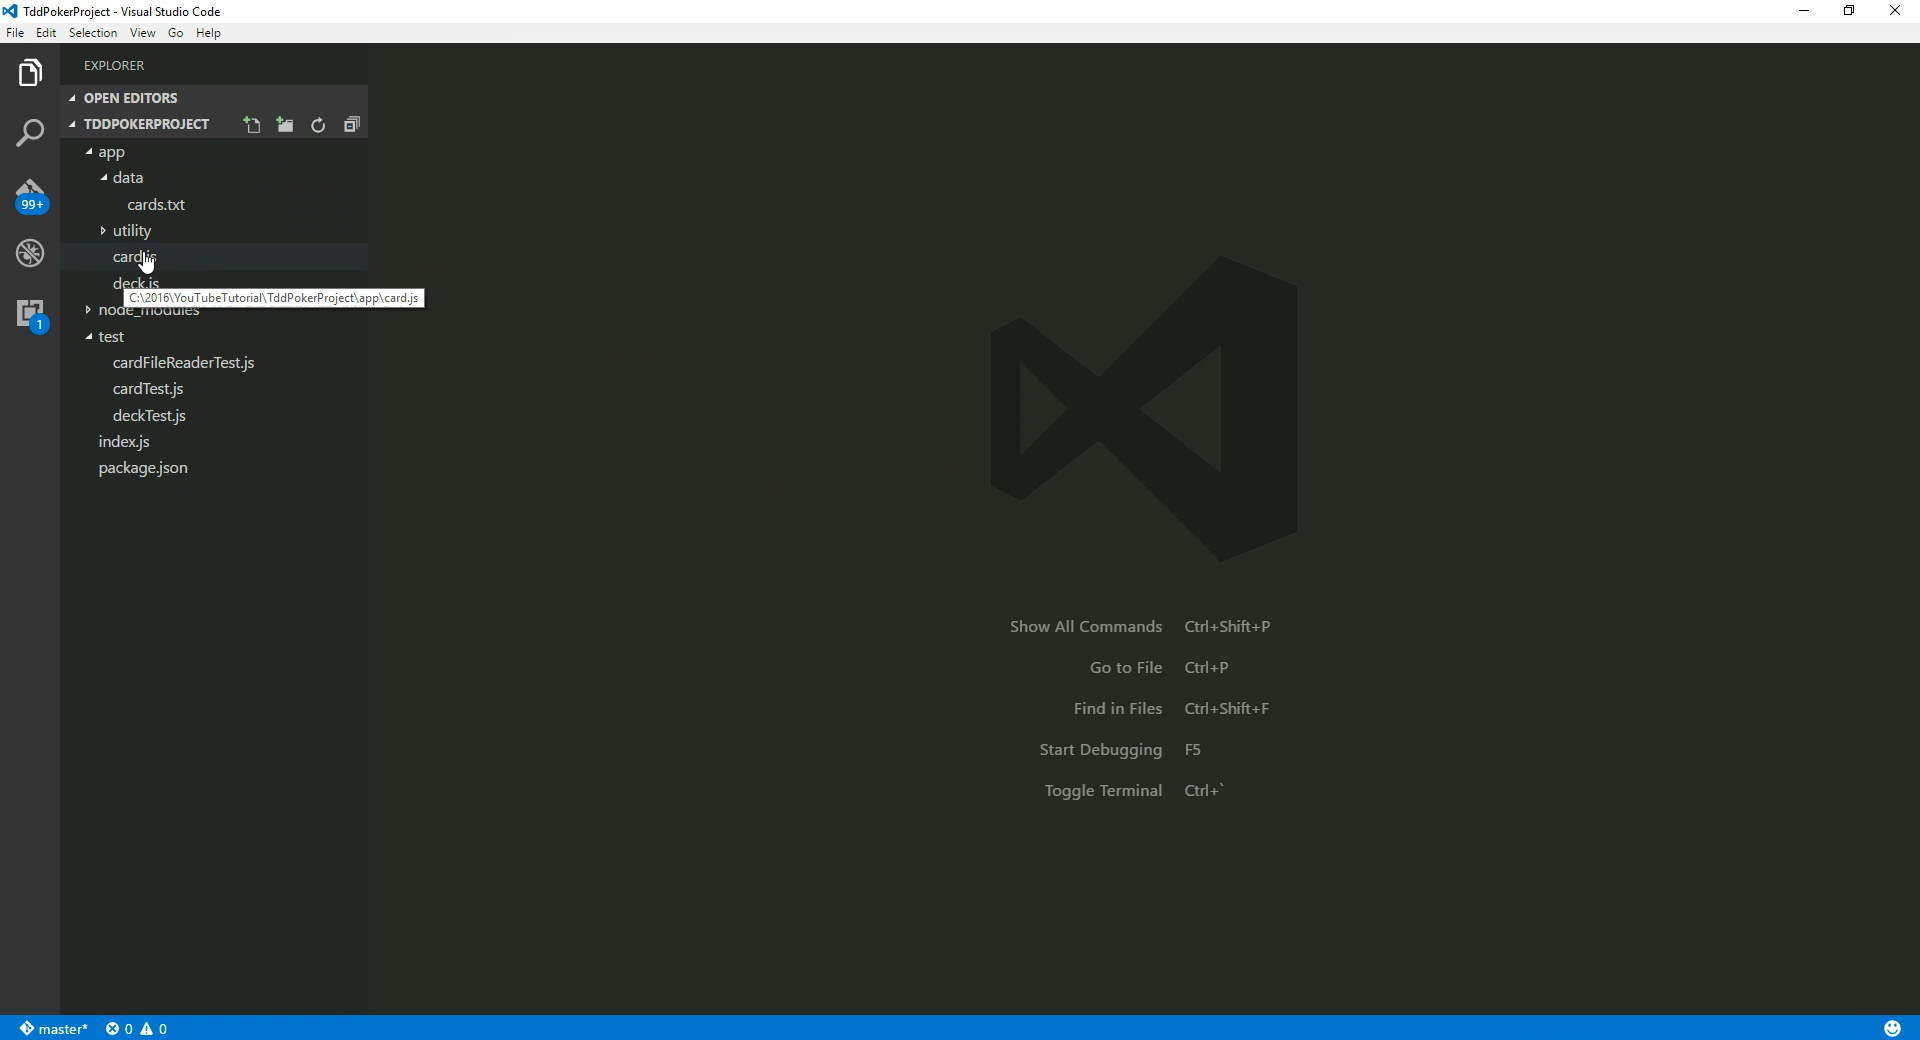 TddPokerProject - Visual Studio Code
File Edit Selection View Go Help
EXPLORER
OPEN EDITORS
TDDPOKERPROJECT
app
data
cards.txt
99+
utility
card.js
deck.js
C:\2016\YouTubeTutorial\TddPokerProject\app\card.js
node_modules
1
test
cardFileReaderTest.js
cardTest.js
deckTest.js
index.js
package.json
Show All Commands Ctrl+Shift+P
Go to File Ctrl+P
Find in Files Ctrl+Shift+F
Start Debugging F5
Toggle Terminal Ctrl+`
master* 0 0